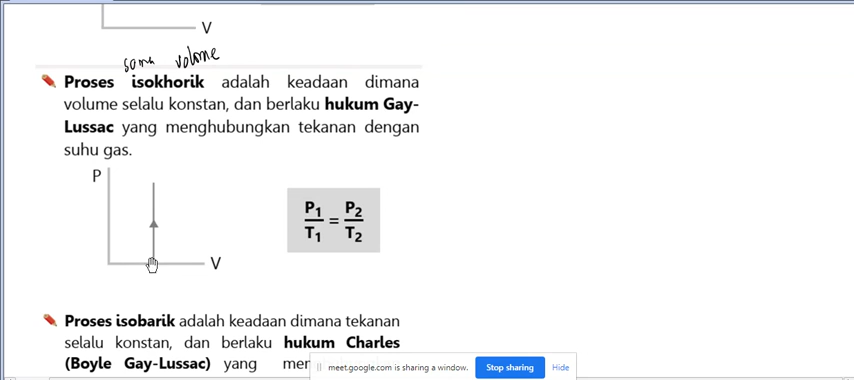 V
sama volume
Proses isokhorik adalah keadaan dimana
volume selalu konstan, dan berlaku hukum Gay-
Lussac yang menghubungkan tekanan dengan
suhu gas.
P
V
P1 = P2
T1 T2
Proses isobarik adalah keadaan dimana tekanan
selalu konstan, dan berlaku hukum Charles
(Boyle Gay-Lussac) yang
meet.google.com is sharing a window. Stop sharing Hide